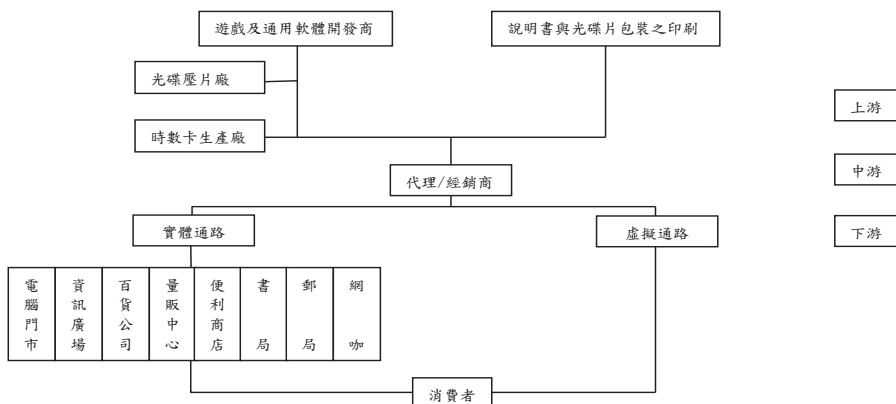 遊戲及通用軟體開發商
說明書與光碟片包裝之印刷
光碟壓片廠
上游
時數卡生產廠
代理/經銷商
中游
實體通路
虛擬通路
下游
電腦門市
資訊廣場
百貨公司
量販中心
便利商店
書局
郵局
網咖
消費者